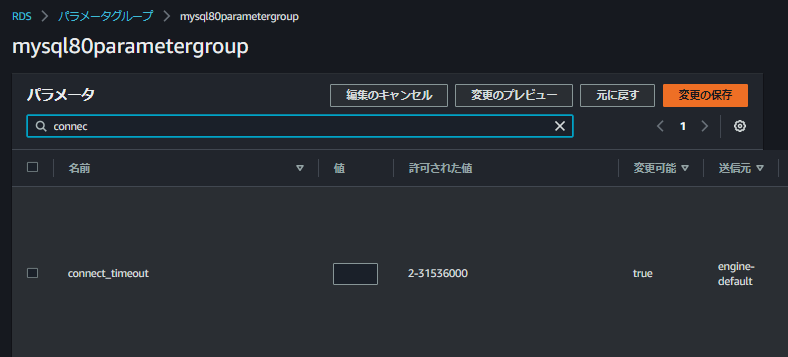 RDS > パラメータグループ > mysql80parametergroup
mysql80parametergroup
パラメータ 編集のキャンセル 変更のプレビュー 元に戻す 変更の保存
connec 1
名前 値 許可された値 変更可能 送信元
connect_timeout 2-31536000 true engine-
default